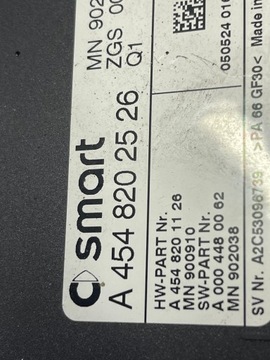 smart
MN 902
ZGS 00
Q1
A 454 820 25 26
HW-PART Nr.
A 454 820 11 26
MN 900910
SW-PART Nr.
A 000 448 00 62
MN 902038
050524 010
>PA 66 GF30< Made in
SV Nr. A2C53096739